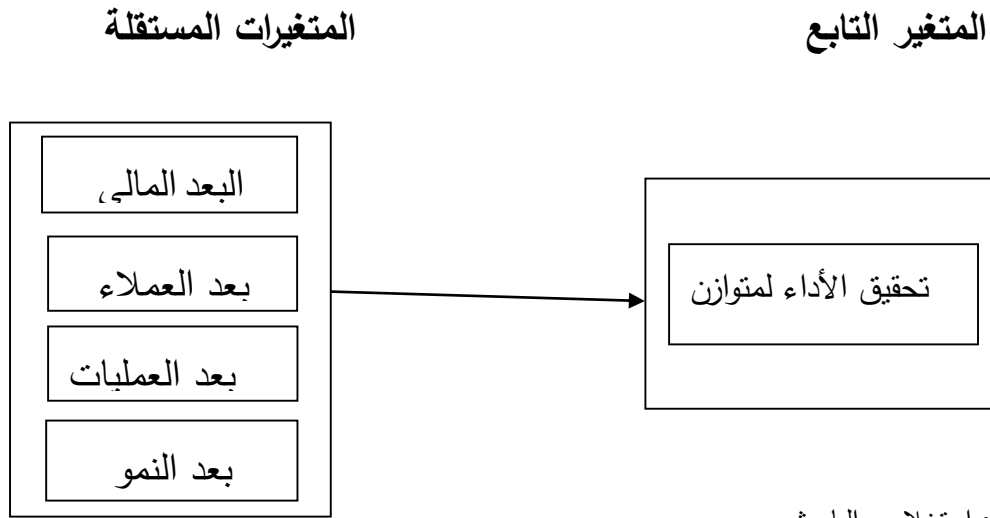 المتغيرات المستقلة
المتغير التابع
البعد المالي
بعد العملاء
بعد العمليات
بعد النمو
تحقيق الأداء لمتوازن